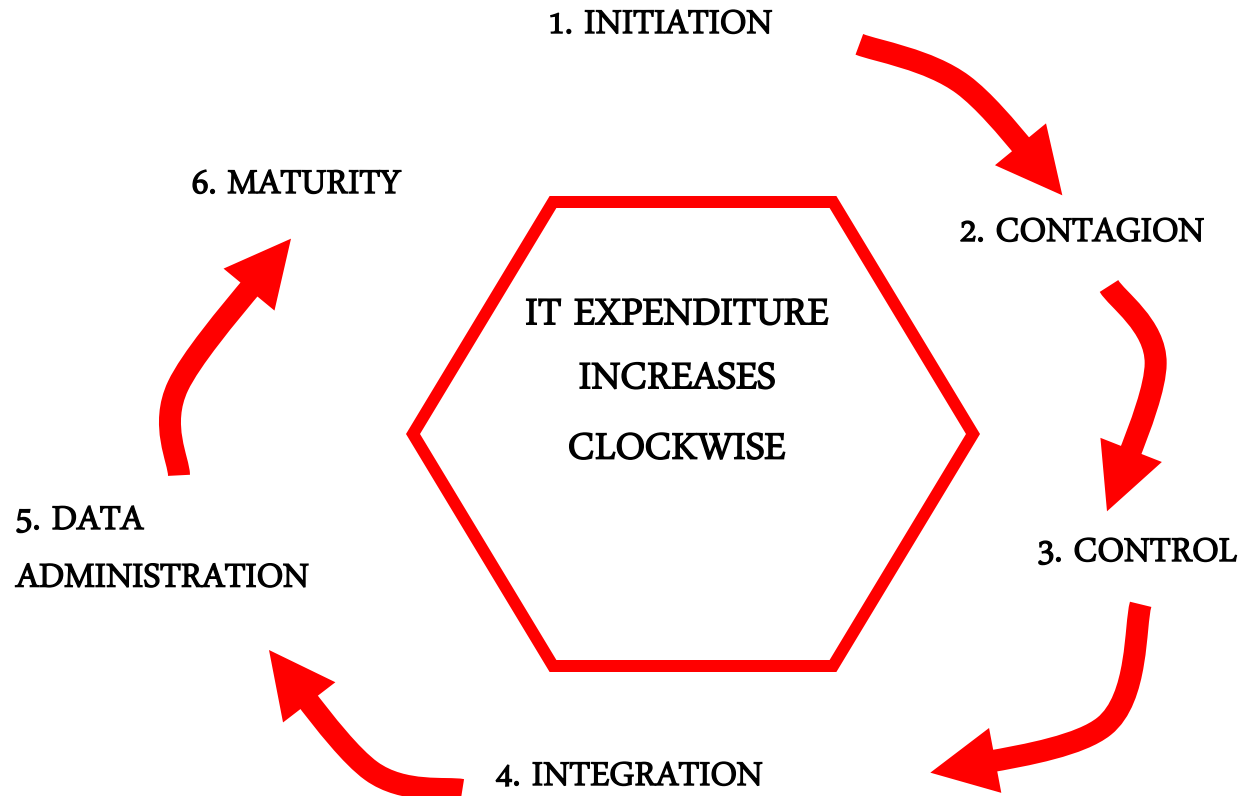 1. INITIATION
2. CONTAGION
3. CONTROL
4. INTEGRATION
5. DATA
ADMINISTRATION
6. MATURITY
IT EXPENDITURE
INCREASES
CLOCKWISE